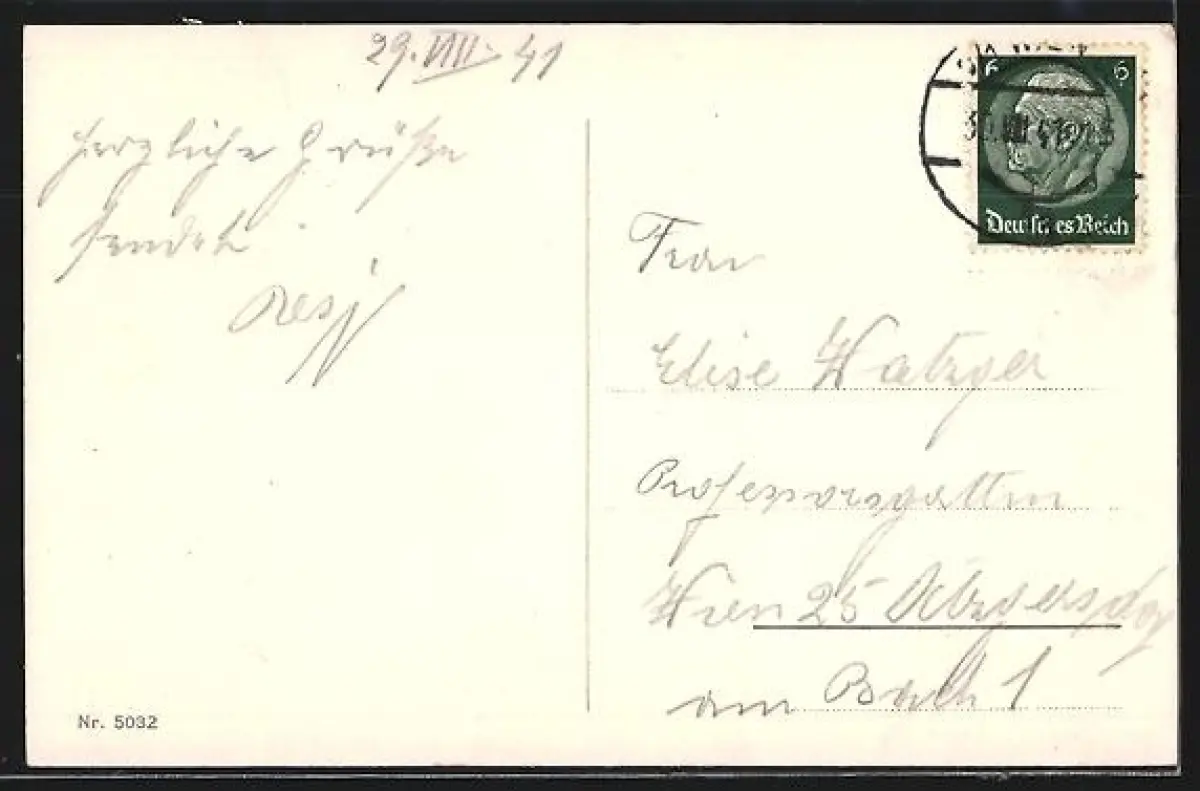 29. VIII. 41
Herzliche Grüße
sendet
Resi
6 6
Deutsches Reich
Frau
Elise Watzger
Professorsgattin
Wien 25 Atzgersdorf
am Bach 1
Nr. 5032